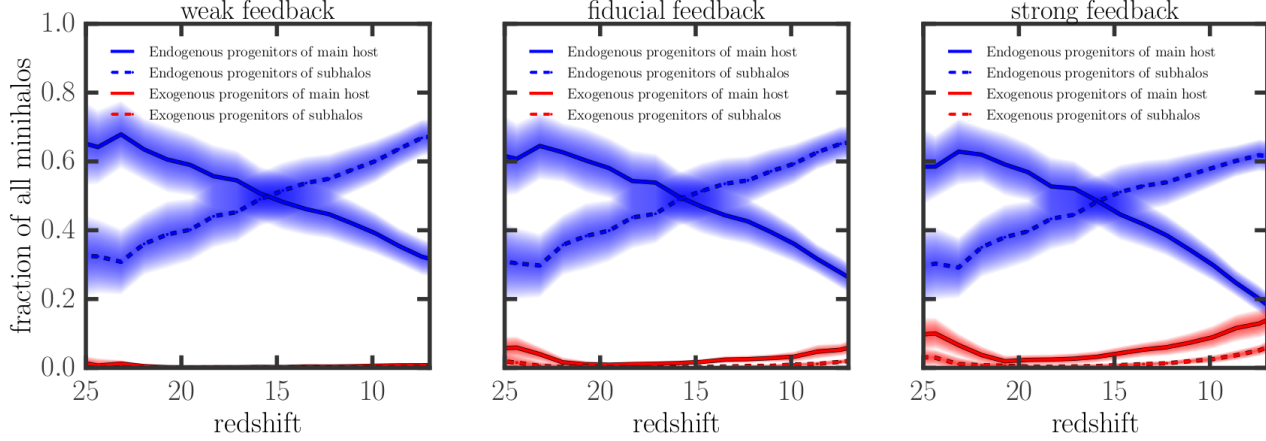 weak feedback
fiducial feedback
strong feedback
fraction of all minihalos
1.0
0.8
0.6
0.4
0.2
0.0
Endogenous progenitors of main host
Endogenous progenitors of subhalos
Exogenous progenitors of main host
Exogenous progenitors of subhalos
25 20 15 10
redshift
Endogenous progenitors of main host
Endogenous progenitors of subhalos
Exogenous progenitors of main host
Exogenous progenitors of subhalos
25 20 15 10
redshift
Endogenous progenitors of main host
Endogenous progenitors of subhalos
Exogenous progenitors of main host
Exogenous progenitors of subhalos
25 20 15 10
redshift